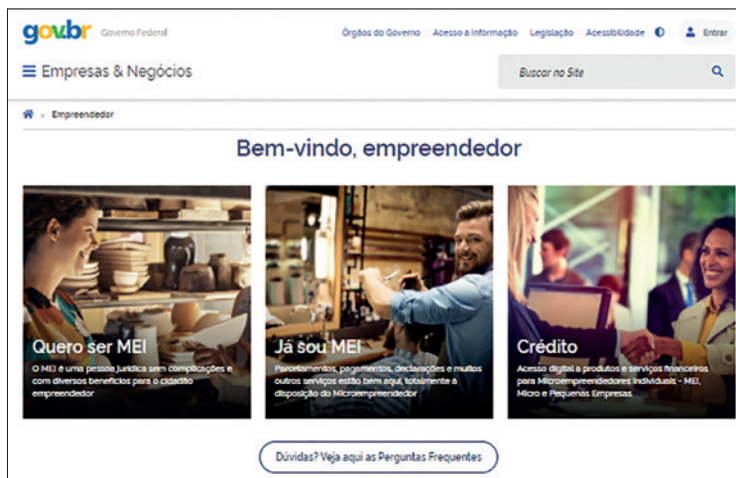 gov.br Governo Federal
Órgãos do Governo Acesso à Informação Legislação Acessibilidade Entrar
Empresas & Negócios
Buscar no Site
> Empreendedor
Bem-vindo, empreendedor
Quero ser MEI
O MEI é uma pessoa jurídica sem complicações e
com diversos benefícios para o cidadão
empreendedor
Já sou MEI
Parcelamentos, pagamentos, declarações e muitos
outros serviços estão bem aqui, totalmente à
disposição do Microempreendedor
Crédito
Acesso digital a produtos e serviços financeiros
para Microempreendedores Individuais - MEI,
Micro e Pequenas Empresas
Dúvidas? Veja aqui as Perguntas Frequentes